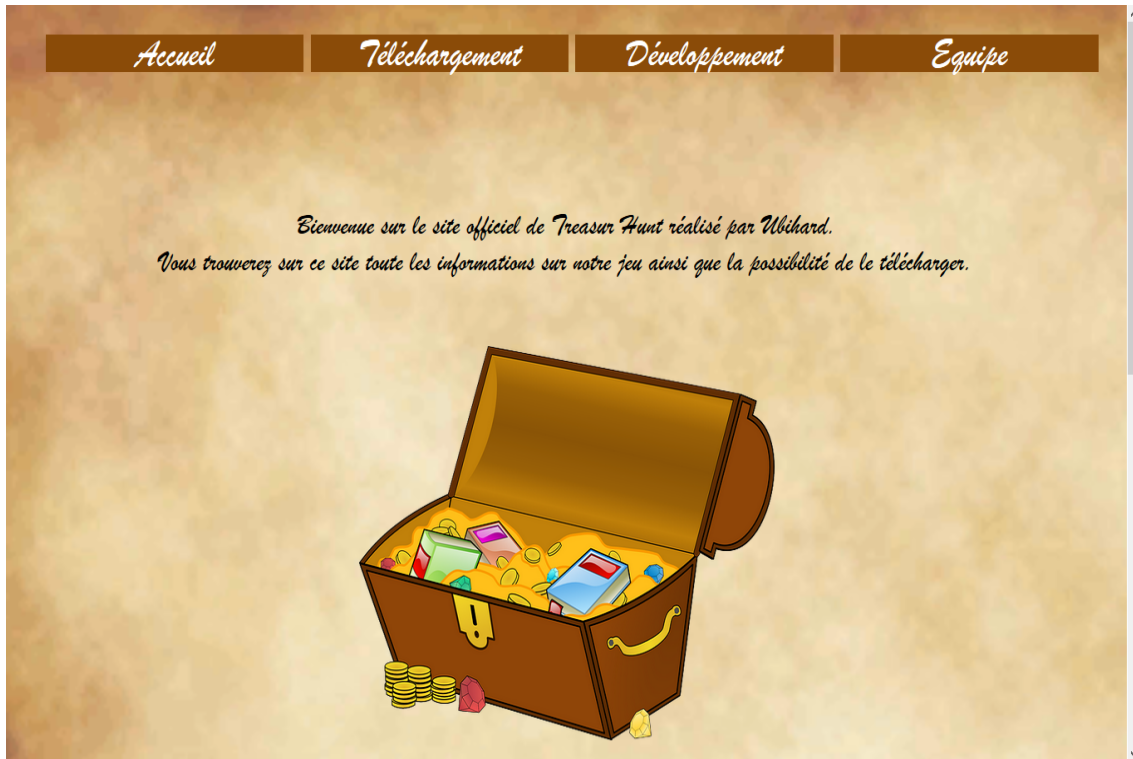 Accueil
Téléchargement
Développement
Equipe
Bienvenue sur le site officiel de Treasur Hunt réalisé par Ubihard.
Vous trouverez sur ce site toute les informations sur notre jeu ainsi que la possibilité de le télécharger.